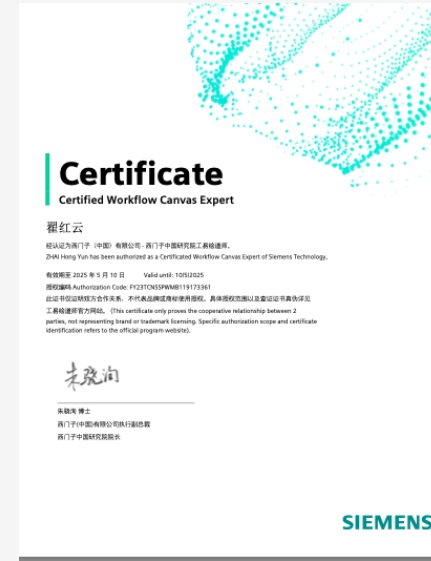 Certificate
Certified Workflow Canvas Expert
翟红云
经认证为西门子（中国）有限公司 - 西门子中国研究院工易绘道师。
ZHAI Hong Yun has been authorized as a Certificated Workflow Canvas Expert of Siemens Technology.
有效期至 2025 年 5 月 10 日 Valid until: 10/5/2025
授权编码 Authorization Code: FY23TCNS5PWMB119173361
此证书仅证明双方合作关系，不代表品牌或商标使用授权。具体授权范围以及查证证书真伪详见
工易绘道师官方网站。 (This certificate only proves the cooperative relationship between 2
parties, not representing brand or trademark licensing. Specific authorization scope and certificate
identification refers to the official program website).
朱骁洵
朱骁洵 博士
西门子(中国)有限公司执行副总裁
西门子中国研究院院长
SIEMENS